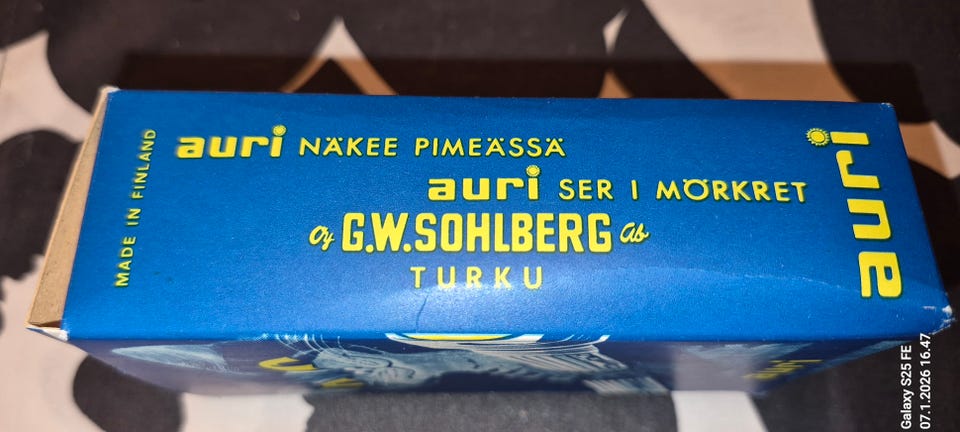 MADE IN FINLAND
auri NÄKEE PIMEÄSSÄ
auri SER I MÖRKRET
Oy G.W.SOHLBERG Ab
TURKU
auri
Galaxy S25 FE
07.1.2026 16.47